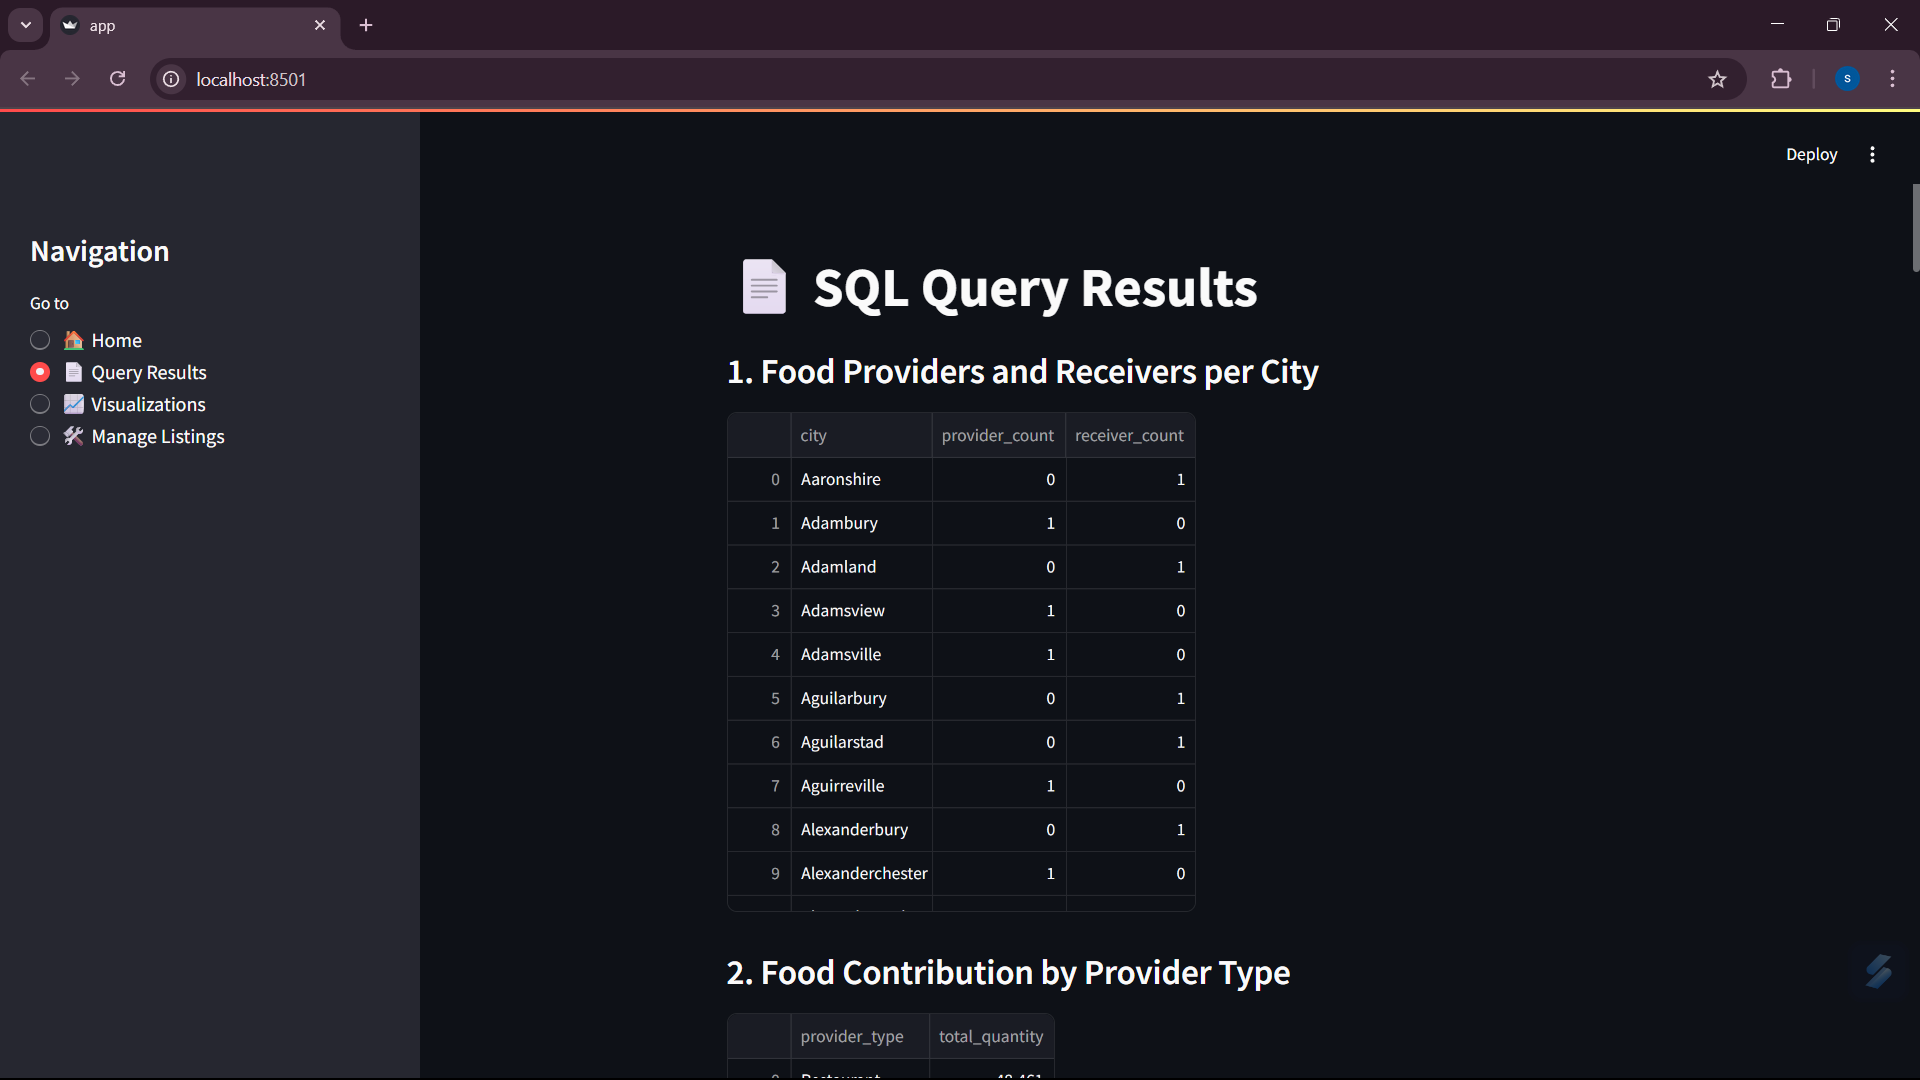 app
localhost:8501
S
Deploy
Navigation
Go to
Home
Query Results
Visualizations
Manage Listings
SQL Query Results
1. Food Providers and Receivers per City
city provider_count receiver_count
0 Aaronshire 0 1
1 Adambury 1 0
2 Adamland 0 1
3 Adamsview 1 0
4 Adamsville 1 0
5 Aguilarbury 0 1
6 Aguilarstad 0 1
7 Aguirreville 1 0
8 Alexanderbury 0 1
9 Alexanderchester 1 0
2. Food Contribution by Provider Type
provider_type total_quantity